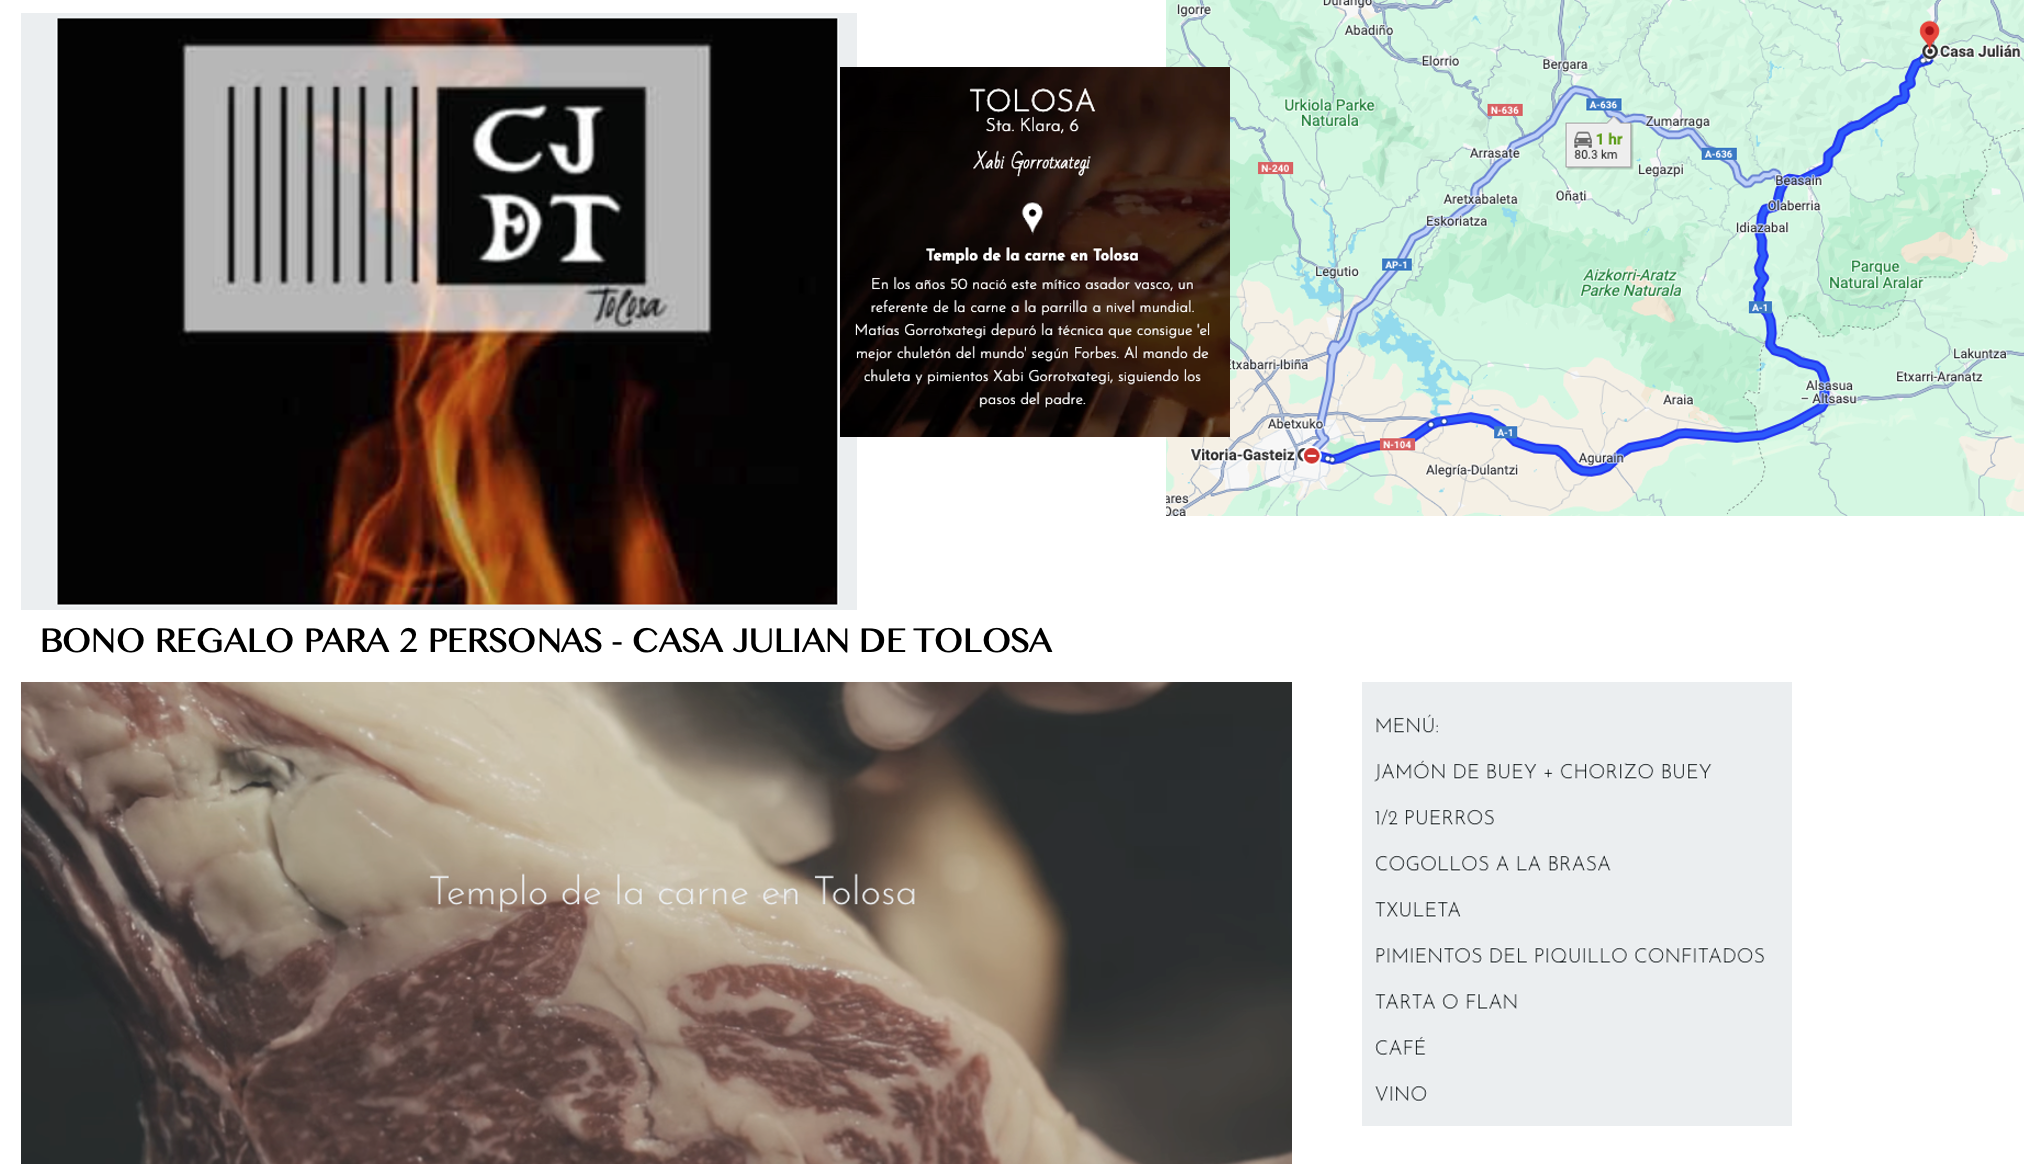 CJ
DT
Tolosa
TOLOSA
Sta. Klara, 6
Xabi Gorrotxategi
Templo de la carne en Tolosa
En los años 50 nació este mítico asador vasco, un
referente de la carne a la parrilla a nivel mundial.
Matías Gorrotxategi depuró la técnica que consigue 'el
mejor chuletón del mundo' según Forbes. Al mando de
chuleta y pimientos Xabi Gorrotxategi, siguiendo los
pasos del padre.
Igorre
Durango
Abadiño
Elorrio
Bergara
Casa Julián
Urkiola Parke
Naturala
N-636
A-636
Zumarraga
1 hr
80.3 km
N-240
Arrasate
A-636
Legazpi
Beasain
Aretxabaleta
Oñati
Olaberria
Eskoriatza
Idiazabal
Legutio
AP-1
Aizkorri-Aratz
Parke Naturala
Parque
Natural Aralar
A-1
Lakuntza
txabarri-Ibiña
Etxarri-Aranatz
Alsasua
– Altsasu
Araia
Abetxuko
N-104
A-1
Vitoria-Gasteiz
Alegría-Dulantzi
Agurain
ares
Oca
BONO REGALO PARA 2 PERSONAS - CASA JULIAN DE TOLOSA
Templo de la carne en Tolosa
MENÚ:
JAMÓN DE BUEY + CHORIZO BUEY
1/2 PUERROS
COGOLLOS A LA BRASA
TXULETA
PIMIENTOS DEL PIQUILLO CONFITADOS
TARTA O FLAN
CAFÉ
VINO